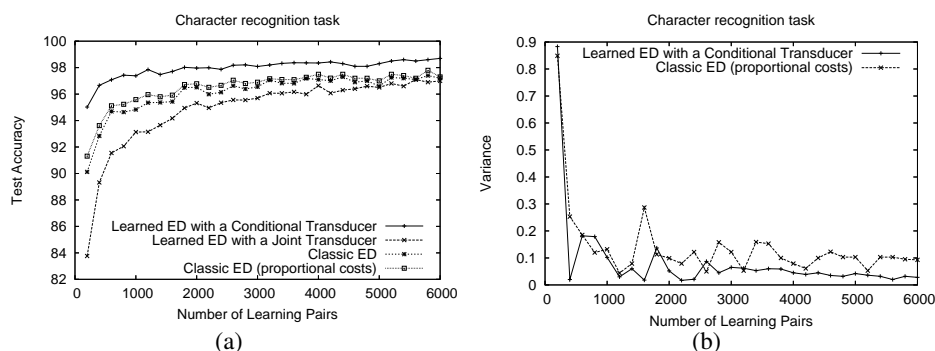 Character recognition task
98
96
94
92
90
88
86
84
82
Test Accuracy
Learned ED with a Conditional Transducer
Learned ED with a Joint Transducer
Classic ED
Classic ED (proportional costs)
0 1000 2000 3000 4000 5000 6000
Number of Learning Pairs
(a)
Character recognition task
0.9
0.8
0.7
0.6
0.5
0.4
0.3
0.2
0.1
0
Variance
Learned ED with a Conditional Transducer
Classic ED (proportional costs)
0 1000 2000 3000 4000 5000 6000
Number of Learning Pairs
(b)